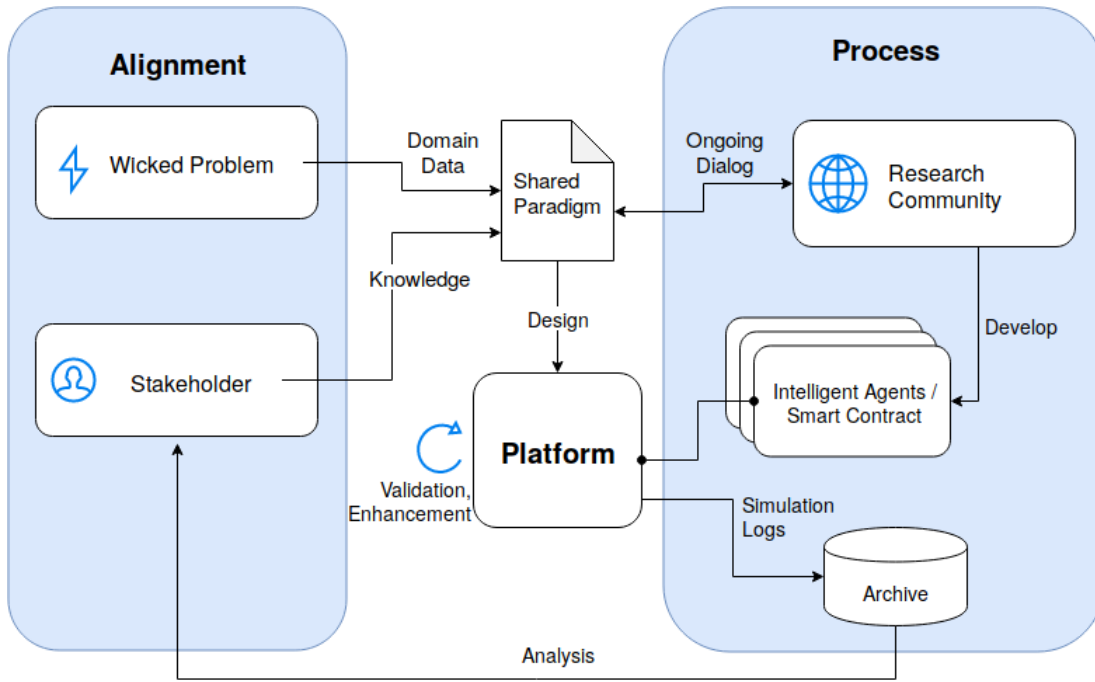 Alignment
Process
Wicked Problem
Domain
Data
Shared
Paradigm
Ongoing
Dialog
Research
Community
Knowledge
Design
Develop
Stakeholder
Intelligent Agents /
Smart Contract
Platform
Validation,
Enhancement
Simulation
Logs
Archive
Analysis